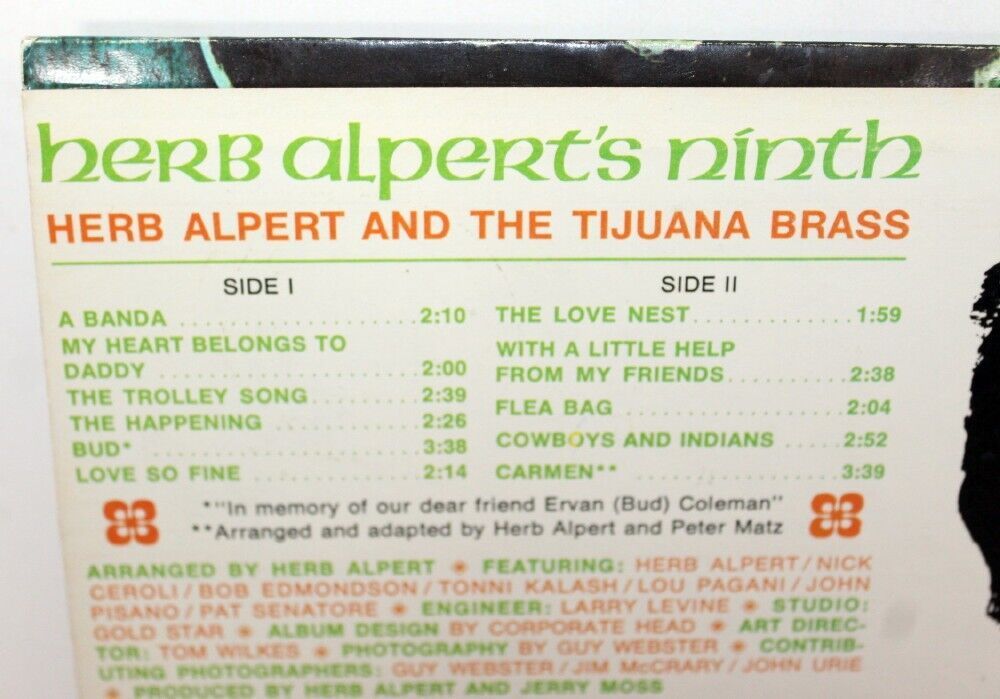 herb alpert's ninth
HERB ALPERT AND THE TIJUANA BRASS
SIDE I
A BANDA ................... 2:10
MY HEART BELONGS TO
DADDY .................... 2:00
THE TROLLEY SONG......... 2:39
THE HAPPENING ............ 2:26
BUD* ..................... 3:38
LOVE SO FINE .............. 2:14
SIDE II
THE LOVE NEST............. 1:59
WITH A LITTLE HELP
FROM MY FRIENDS.......... 2:38
FLEA BAG .................. 2:04
COWBOYS AND INDIANS ..... 2:52
CARMEN** ................. 3:39
*"In memory of our dear friend Ervan (Bud) Coleman"
**Arranged and adapted by Herb Alpert and Peter Matz
ARRANGED BY HERB ALPERT * FEATURING: HERB ALPERT/NICK
CEROLI/BOB EDMONDSON/TONNI KALASH/LOU PAGANI/JOHN
PISANO/PAT SENATORE * ENGINEER: LARRY LEVINE * STUDIO:
GOLD STAR * ALBUM DESIGN BY CORPORATE HEAD * ART DIREC-
TOR: TOM WILKES * PHOTOGRAPHY BY GUY WEBSTER * CONTRIB-
UTING PHOTOGRAPHERS: GUY WEBSTER/JIM McCRARY/JOHN URIE
* PRODUCED BY HERB ALPERT AND JERRY MOSS